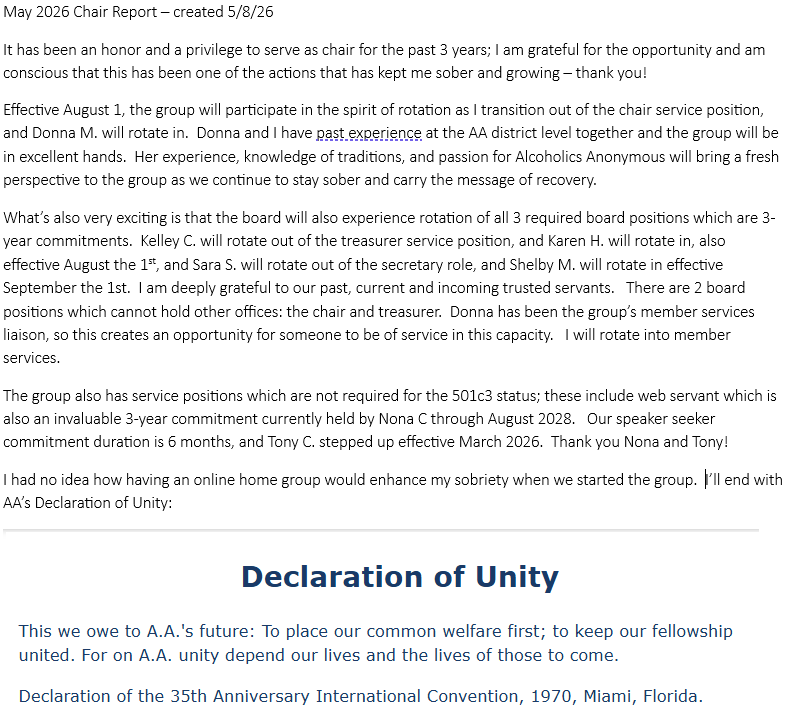 May 2026 Chair Report – created 5/8/26
It has been an honor and a privilege to serve as chair for the past 3 years; I am grateful for the opportunity and am
conscious that this has been one of the actions that has kept me sober and growing – thank you!
Effective August 1, the group will participate in the spirit of rotation as I transition out of the chair service position,
and Donna M. will rotate in.  Donna and I have past experience at the AA district level together and the group will be
in excellent hands.  Her experience, knowledge of traditions, and passion for Alcoholics Anonymous will bring a fresh
perspective to the group as we continue to stay sober and carry the message of recovery.
What's also very exciting is that the board will also experience rotation of all 3 required board positions which are 3-
year commitments.  Kelley C. will rotate out of the treasurer service position, and Karen H. will rotate in, also
effective August the 1st, and Sara S. will rotate out of the secretary role, and Shelby M. will rotate in effective
September the 1st.  I am deeply grateful to our past, current and incoming trusted servants.   There are 2 board
positions which cannot hold other offices: the chair and treasurer.  Donna has been the group's member services
liaison, so this creates an opportunity for someone to be of service in this capacity.   I will rotate into member
services.
The group also has service positions which are not required for the 501c3 status; these include web servant which is
also an invaluable 3-year commitment currently held by Nona C through August 2028.   Our speaker seeker
commitment duration is 6 months, and Tony C. stepped up effective March 2026.  Thank you Nona and Tony!
I had no idea how having an online home group would enhance my sobriety when we started the group.  I'll end with
AA's Declaration of Unity:
Declaration of Unity
This we owe to A.A.'s future: To place our common welfare first; to keep our fellowship
united. For on A.A. unity depend our lives and the lives of those to come.
Declaration of the 35th Anniversary International Convention, 1970, Miami, Florida.